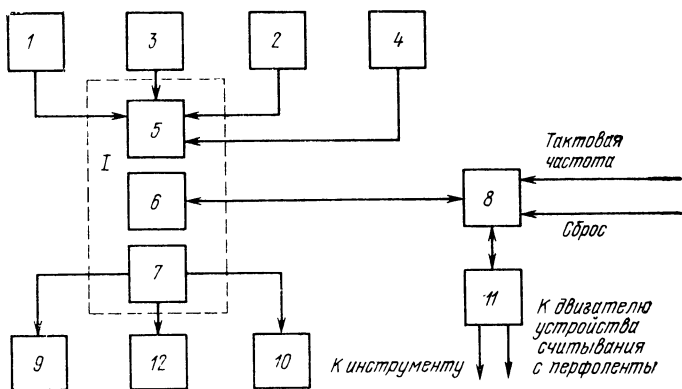 1
3
2
4
5
I
Тактовая
частота
6
8
Сброс
7
11
К двигателю
устройства
считывания
с перфоленты
9
12
10
К инструменту